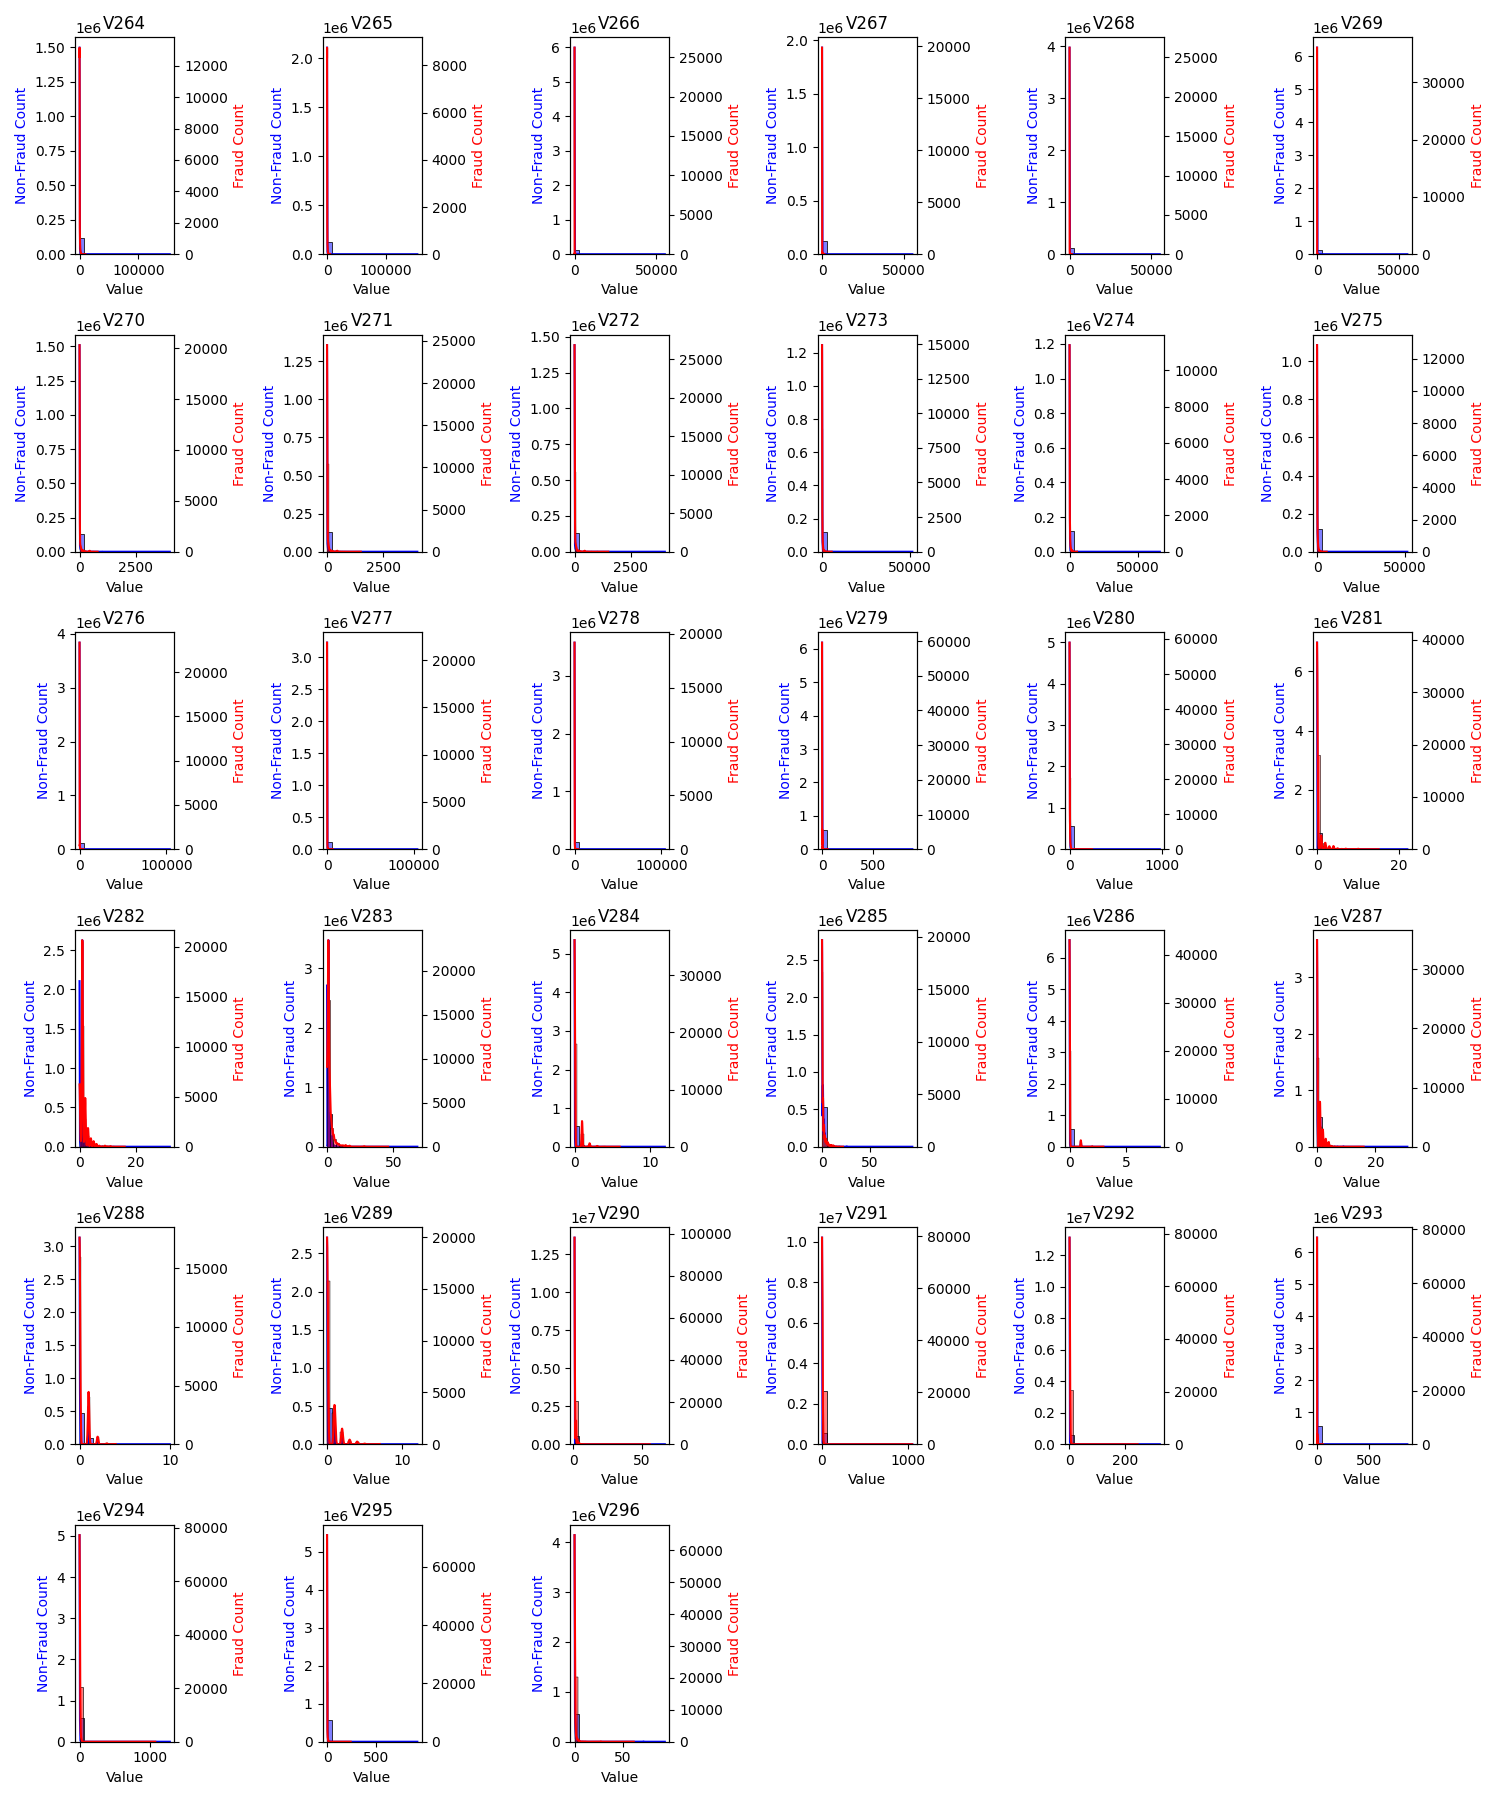 V264
1e6
1.50
1.25
1.00
0.75
0.50
0.25
0.00
Non-Fraud Count
12000
10000
8000
6000
4000
2000
0
Fraud Count
0 100000
Value
V265
1e6
2.0
1.5
1.0
0.5
0.0
Non-Fraud Count
8000
6000
4000
2000
0
Fraud Count
0 100000
Value
V266
1e6
6
5
4
3
2
1
0
Non-Fraud Count
25000
20000
15000
10000
5000
0
Fraud Count
0 50000
Value
V267
1e6
2.0
1.5
1.0
0.5
0.0
Non-Fraud Count
20000
15000
10000
5000
0
Fraud Count
0 50000
Value
V268
1e6
4
3
2
1
0
Non-Fraud Count
25000
20000
15000
10000
5000
0
Fraud Count
0 50000
Value
V269
1e6
6
5
4
3
2
1
0
Non-Fraud Count
30000
20000
10000
0
Fraud Count
0 50000
Value
V270
1e6
1.50
1.25
1.00
0.75
0.50
0.25
0.00
Non-Fraud Count
20000
15000
10000
5000
0
Fraud Count
0 2500
Value
V271
1e6
1.25
1.00
0.75
0.50
0.25
0.00
Non-Fraud Count
25000
20000
15000
10000
5000
0
Fraud Count
0 2500
Value
V272
1e6
1.50
1.25
1.00
0.75
0.50
0.25
0.00
Non-Fraud Count
25000
20000
15000
10000
5000
0
Fraud Count
0 2500
Value
V273
1e6
1.2
1.0
0.8
0.6
0.4
0.2
0.0
Non-Fraud Count
15000
12500
10000
7500
5000
2500
0
Fraud Count
0 50000
Value
V274
1e6
1.2
1.0
0.8
0.6
0.4
0.2
0.0
Non-Fraud Count
10000
8000
6000
4000
2000
0
Fraud Count
0 50000
Value
V275
1e6
1.0
0.8
0.6
0.4
0.2
0.0
Non-Fraud Count
12000
10000
8000
6000
4000
2000
0
Fraud Count
0 50000
Value
V276
1e6
4
3
2
1
0
Non-Fraud Count
20000
15000
10000
5000
0
Fraud Count
0 100000
Value
V277
1e6
3.0
2.5
2.0
1.5
1.0
0.5
0.0
Non-Fraud Count
20000
15000
10000
5000
0
Fraud Count
0 100000
Value
V278
1e6
3
2
1
0
Non-Fraud Count
20000
15000
10000
5000
0
Fraud Count
0 100000
Value
V279
1e6
6
5
4
3
2
1
0
Non-Fraud Count
60000
50000
40000
30000
20000
10000
0
Fraud Count
0 500
Value
V280
1e6
5
4
3
2
1
0
Non-Fraud Count
60000
50000
40000
30000
20000
10000
0
Fraud Count
0 1000
Value
V281
1e6
6
4
2
0
Non-Fraud Count
40000
30000
20000
10000
0
Fraud Count
0 20
Value
V282
1e6
2.5
2.0
1.5
1.0
0.5
0.0
Non-Fraud Count
20000
15000
10000
5000
0
Fraud Count
0 20
Value
V283
1e6
3
2
1
0
Non-Fraud Count
20000
15000
10000
5000
0
Fraud Count
0 50
Value
V284
1e6
5
4
3
2
1
0
Non-Fraud Count
30000
20000
10000
0
Fraud Count
0 10
Value
V285
1e6
2.5
2.0
1.5
1.0
0.5
0.0
Non-Fraud Count
20000
15000
10000
5000
0
Fraud Count
0 50
Value
V286
1e6
6
5
4
3
2
1
0
Non-Fraud Count
40000
30000
20000
10000
0
Fraud Count
0 5
Value
V287
1e6
3
2
1
0
Non-Fraud Count
30000
20000
10000
0
Fraud Count
0 20
Value
V288
1e6
3.0
2.5
2.0
1.5
1.0
0.5
0.0
Non-Fraud Count
15000
10000
5000
0
Fraud Count
0 10
Value
V289
1e6
2.5
2.0
1.5
1.0
0.5
0.0
Non-Fraud Count
20000
15000
10000
5000
0
Fraud Count
0 10
Value
V290
1e7
1.25
1.00
0.75
0.50
0.25
0.00
Non-Fraud Count
100000
80000
60000
40000
20000
0
Fraud Count
0 50
Value
V291
1e7
1.0
0.8
0.6
0.4
0.2
0.0
Non-Fraud Count
80000
60000
40000
20000
0
Fraud Count
0 1000
Value
V292
1e7
1.2
1.0
0.8
0.6
0.4
0.2
0.0
Non-Fraud Count
80000
60000
40000
20000
0
Fraud Count
0 200
Value
V293
1e6
6
5
4
3
2
1
0
Non-Fraud Count
80000
60000
40000
20000
0
Fraud Count
0 500
Value
V294
1e6
5
4
3
2
1
0
Non-Fraud Count
80000
60000
40000
20000
0
Fraud Count
0 1000
Value
V295
1e6
5
4
3
2
1
0
Non-Fraud Count
60000
40000
20000
0
Fraud Count
0 500
Value
V296
1e6
4
3
2
1
0
Non-Fraud Count
60000
50000
40000
30000
20000
10000
0
Fraud Count
0 50
Value